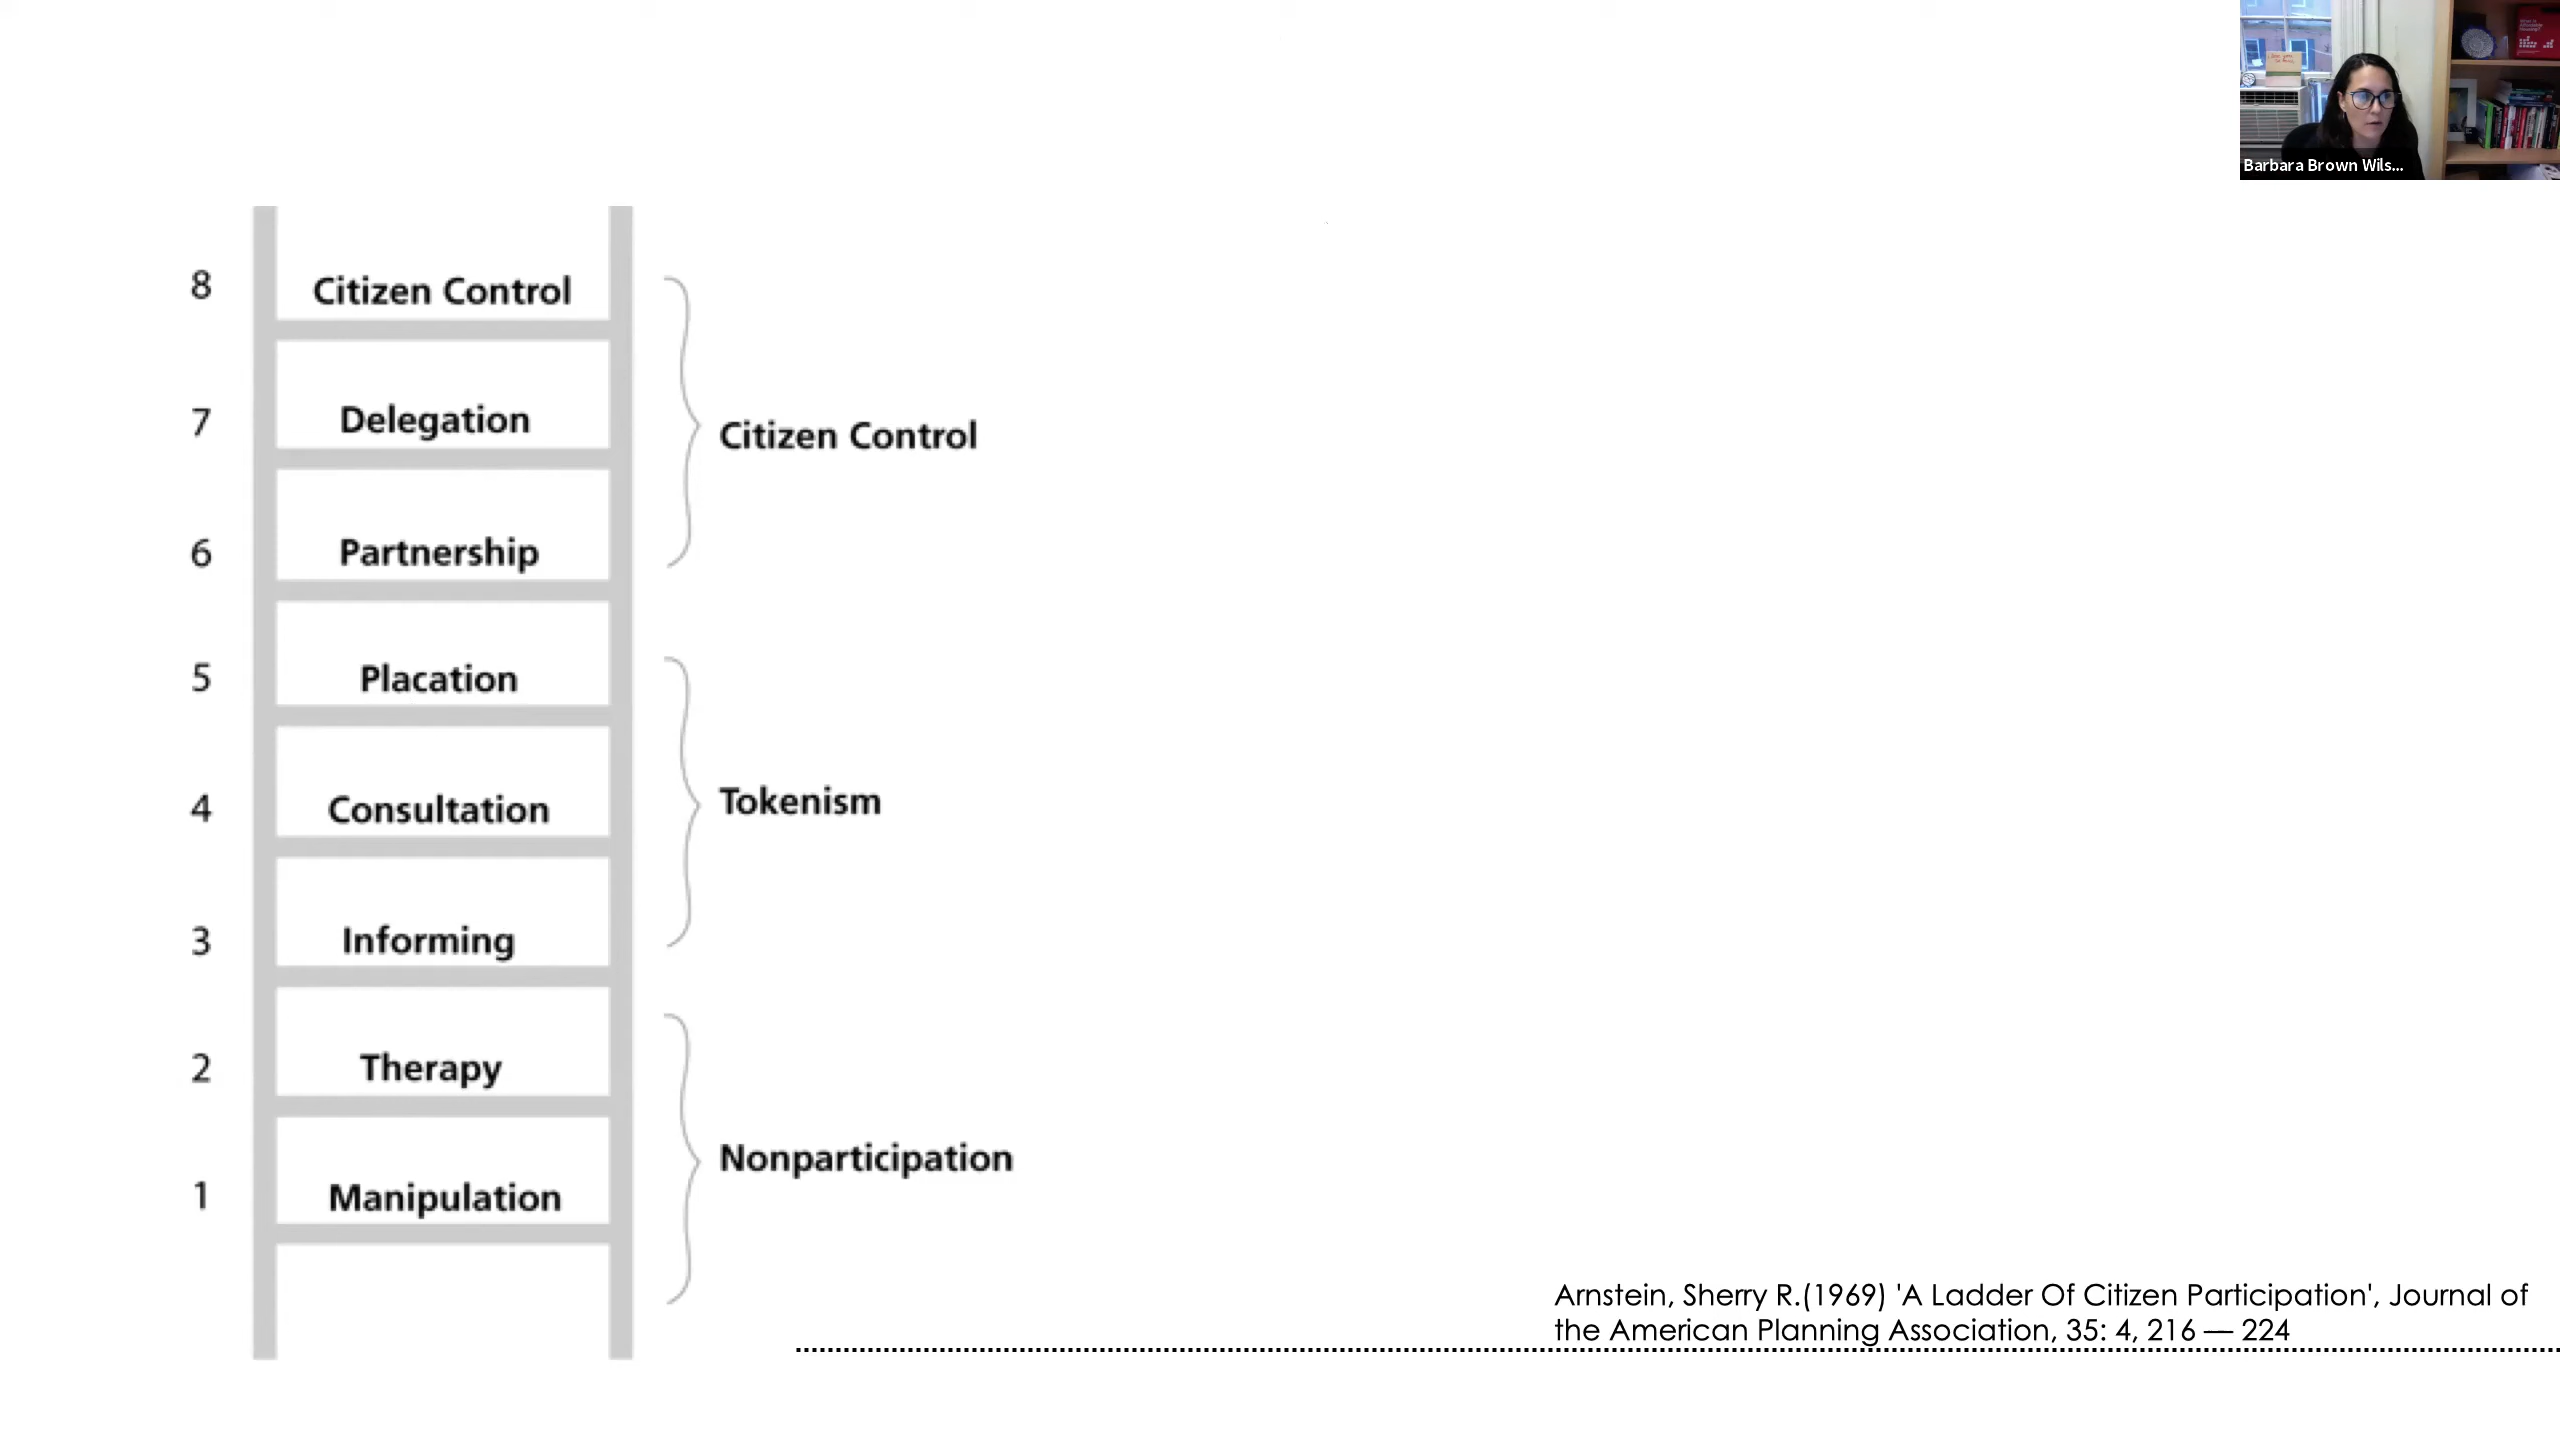 Barbara Brown Wils...
8 Citizen Control
7 Delegation
Citizen Control
6 Partnership
5 Placation
4 Consultation
Tokenism
3 Informing
2 Therapy
Nonparticipation
1 Manipulation
Arnstein, Sherry R.(1969) 'A Ladder Of Citizen Participation', Journal of
the American Planning Association, 35: 4, 216 — 224